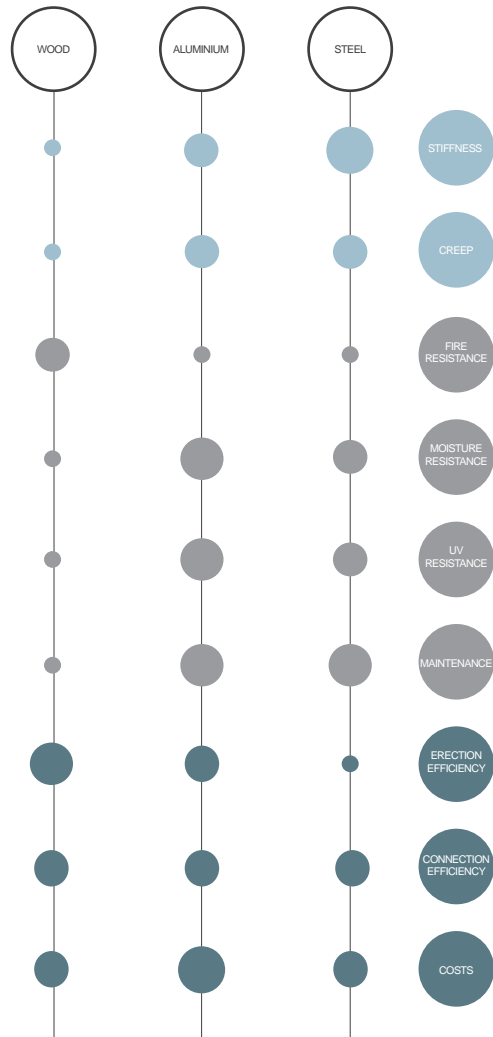 WOOD
ALUMINIUM
STEEL
STIFFNESS
CREEP
FIRE
RESISTANCE
MOISTURE
RESISTANCE
UV
RESISTANCE
MAINTENANCE
ERECTION
EFFICIENCY
CONNECTION
EFFICIENCY
COSTS